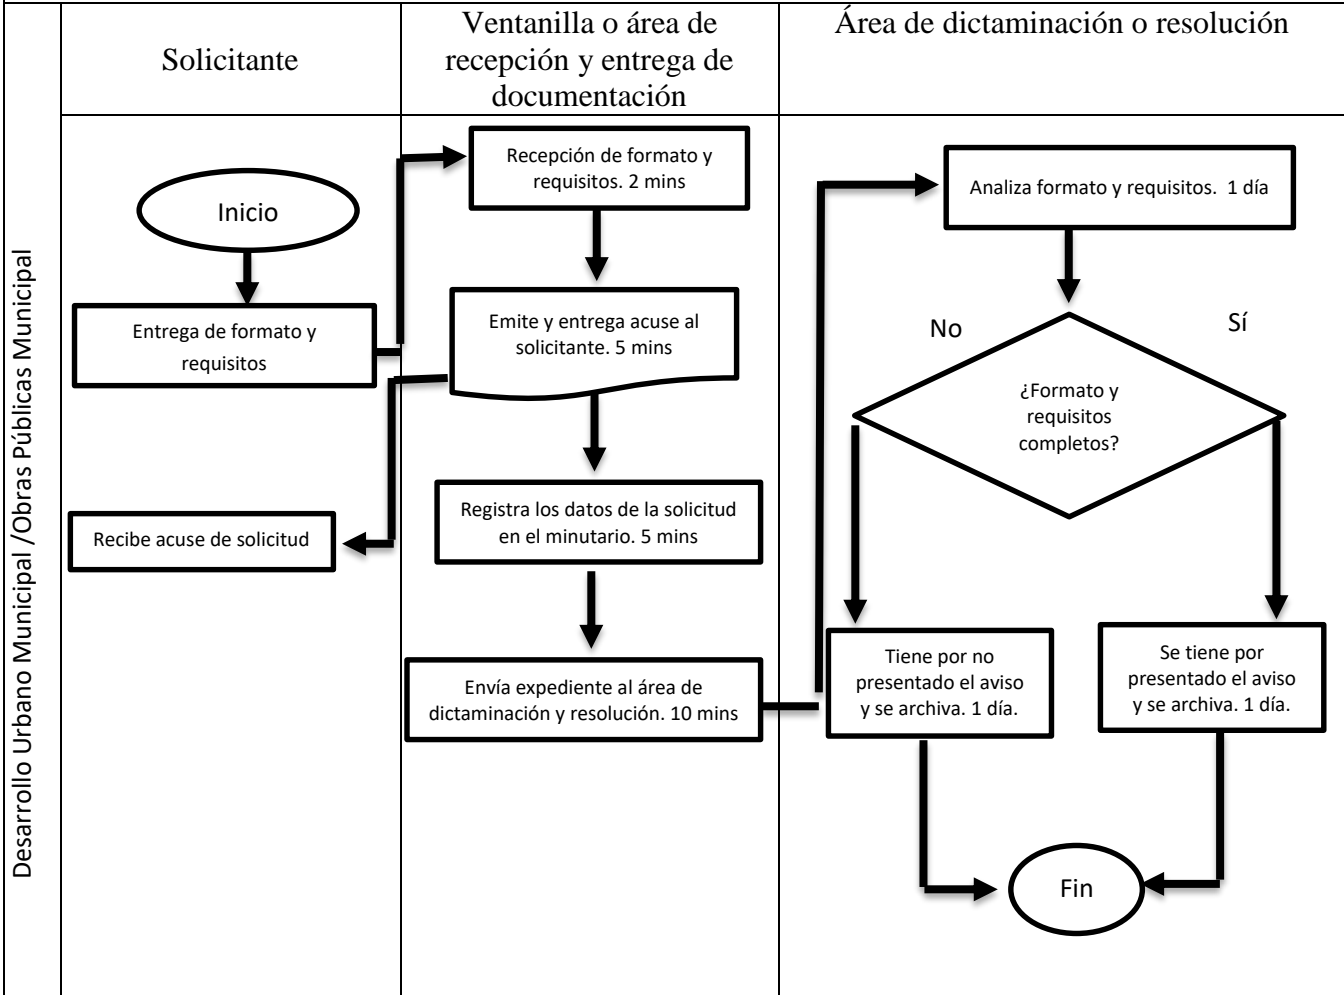 Solicitante
Ventanilla o área de
recepción y entrega de
documentación
Área de dictaminación o resolución
Desarrollo Urbano Municipal /Obras Públicas Municipal
Inicio
Entrega de formato y
requisitos
Recibe acuse de solicitud
Recepción de formato y
requisitos. 2 mins
Emite y entrega acuse al
solicitante. 5 mins
Registra los datos de la solicitud
en el minutario. 5 mins
Envía expediente al área de
dictaminación y resolución. 10 mins
Analiza formato y requisitos. 1 día
No
Sí
¿Formato y
requisitos
completos?
Tiene por no
presentado el aviso
y se archiva. 1 día.
Se tiene por
presentado el aviso
y se archiva. 1 día.
Fin